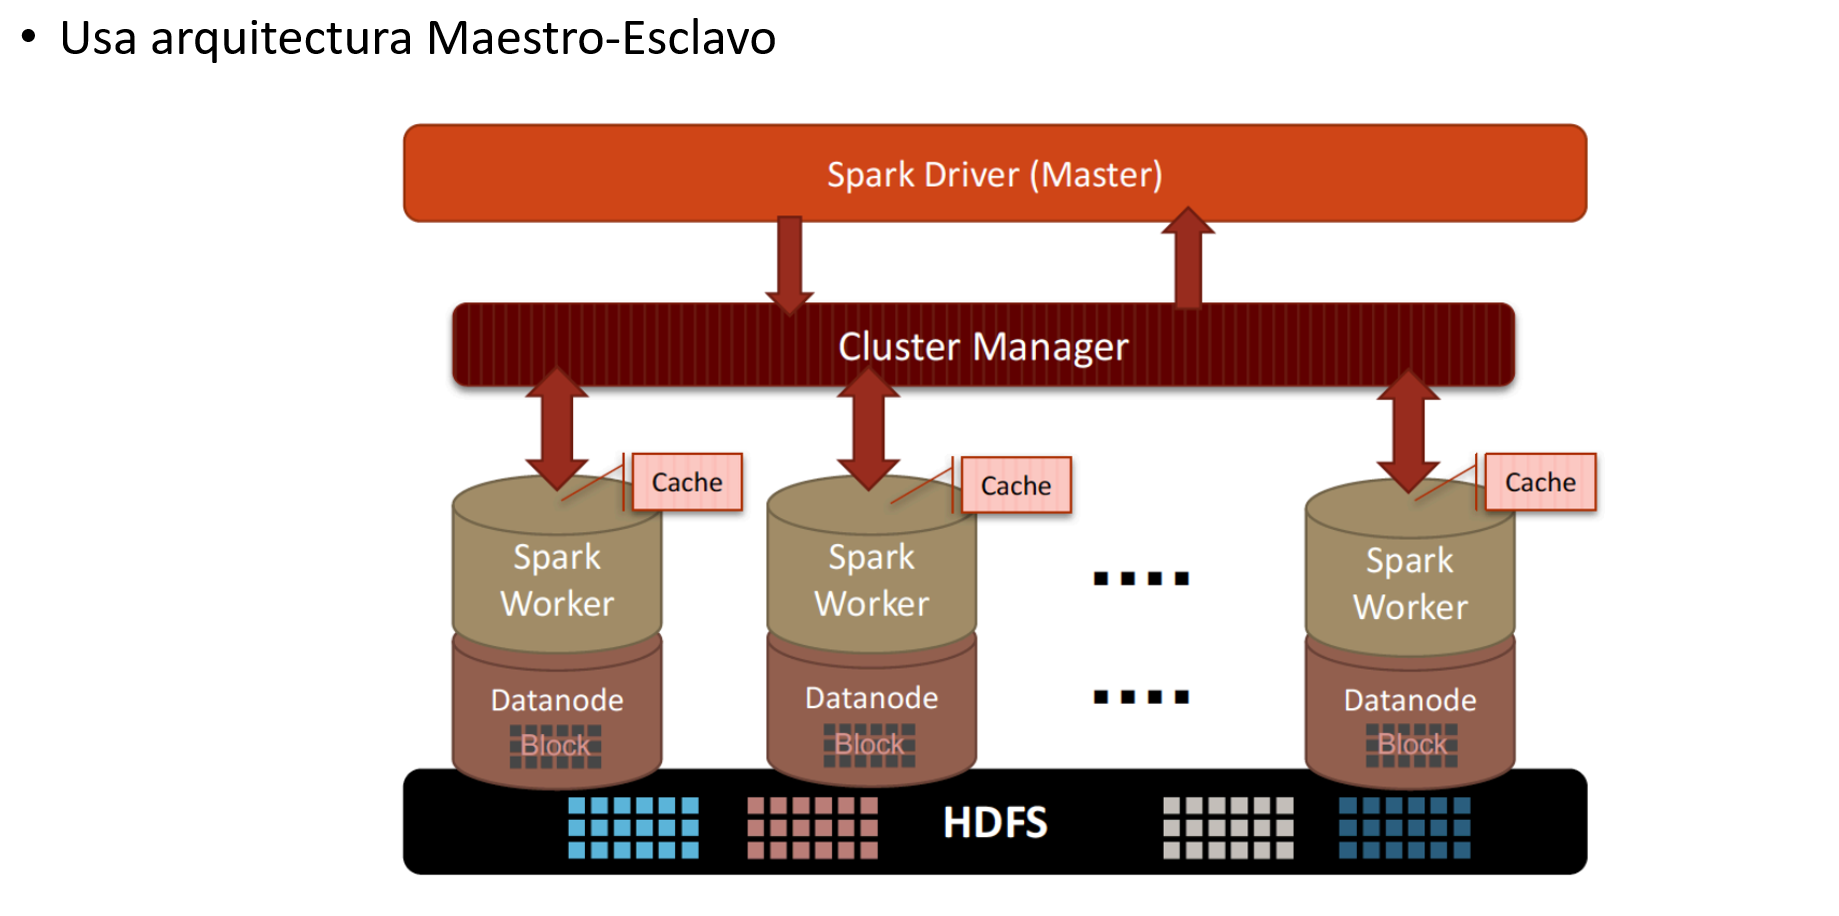 • Usa arquitectura Maestro-Esclavo
Spark Driver (Master)
Cluster Manager
Cache
Cache
Cache
Spark
Worker
Spark
Worker
Spark
Worker
Datanode
Block
Datanode
Block
Datanode
Block
HDFS